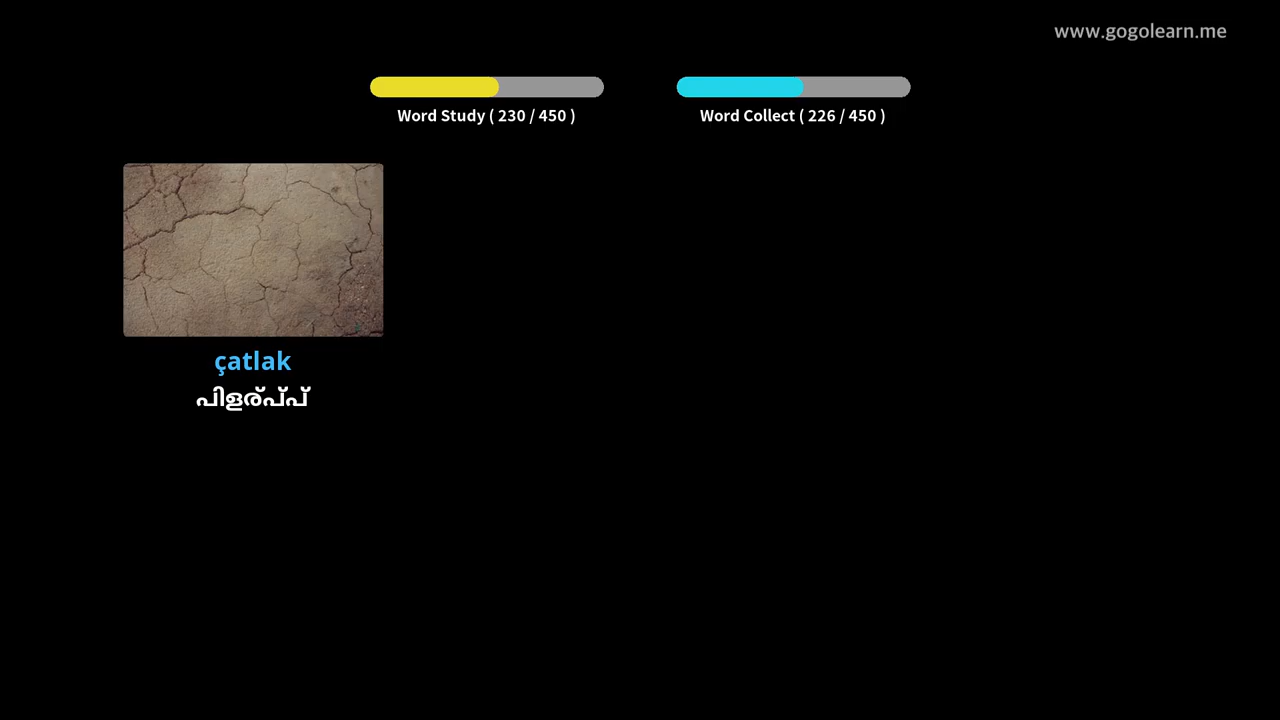 www.gogolearn.me
Word Study ( 230 / 450 )
Word Collect ( 226 / 450 )
çatlak
പിളര്പ്പ്